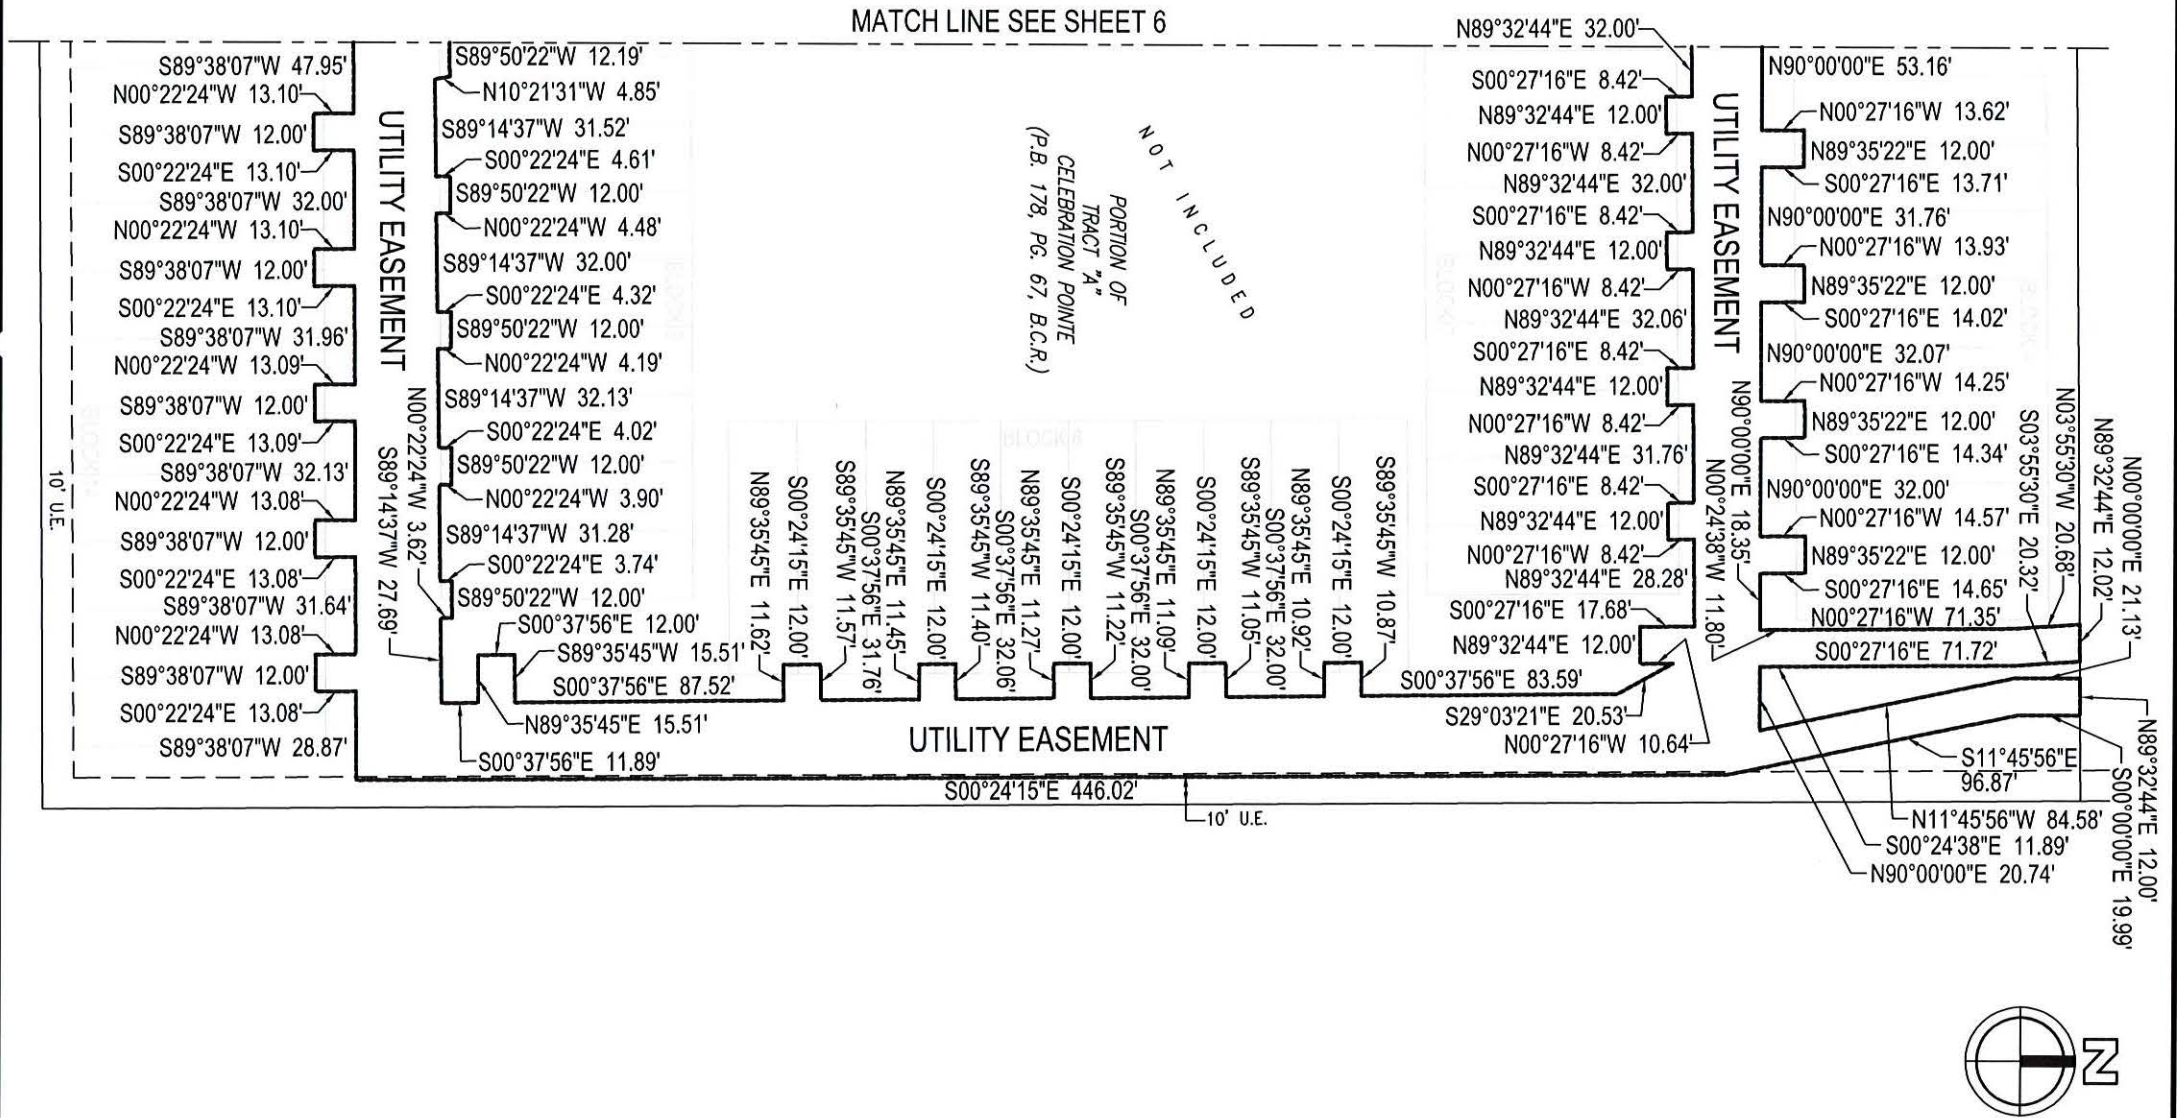 MATCH LINE SEE SHEET 6
S89°38'07"W 47.95'
N00°22'24"W 13.10'
S89°38'07"W 12.00'
S00°22'24"E 13.10'
S89°38'07"W 32.00'
N00°22'24"W 13.10'
S89°38'07"W 12.00'
S00°22'24"E 13.10'
S89°38'07"W 31.96'
N00°22'24"W 13.09'
S89°38'07"W 12.00'
S00°22'24"E 13.09'
S89°38'07"W 32.13'
N00°22'24"W 13.08'
S89°38'07"W 12.00'
S00°22'24"E 13.08'
S89°38'07"W 31.64'
N00°22'24"W 13.08'
S89°38'07"W 12.00'
S00°22'24"E 13.08'
S89°38'07"W 28.87'
10' U.E.
UTILITY EASEMENT
S89°50'22"W 12.19'
N10°21'31"W 4.85'
S89°14'37"W 31.52'
S00°22'24"E 4.61'
S89°50'22"W 12.00'
N00°22'24"W 4.48'
S89°14'37"W 32.00'
S00°22'24"E 4.32'
S89°50'22"W 12.00'
N00°22'24"W 4.19'
S89°14'37"W 32.13'
S00°22'24"E 4.02'
S89°50'22"W 12.00'
N00°22'24"W 3.90'
S89°14'37"W 31.28'
S00°22'24"E 3.74'
S89°50'22"W 12.00'
N00°22'24"W 3.62'
S89°14'37"W 27.69'
S00°37'56"E 12.00'
S89°35'45"W 15.51'
S00°37'56"E 87.52'
N89°35'45"E 15.51'
S00°37'56"E 11.89'
NOT INCLUDED
PORTION OF
TRACT "A"
CELEBRATION POINTE
(P.B. 178, PG. 67, B.C.R.)
BLOCK 6
N89°35'45"E 11.62'
S00°24'15"E 12.00'
S89°35'45"W 11.57'
S00°37'56"E 31.76'
N89°35'45"E 11.45'
S00°24'15"E 12.00'
S89°35'45"W 11.40'
S00°37'56"E 32.06'
N89°35'45"E 11.27'
S00°24'15"E 12.00'
S89°35'45"W 11.22'
S00°37'56"E 32.00'
N89°35'45"E 11.09'
S00°24'15"E 12.00'
S89°35'45"W 11.05'
S00°37'56"E 32.00'
N89°35'45"E 10.92'
S00°24'15"E 12.00'
S89°35'45"W 10.87'
S00°37'56"E 83.59'
UTILITY EASEMENT
S00°24'15"E 446.02'
10' U.E.
N89°32'44"E 32.00'
S00°27'16"E 8.42'
N89°32'44"E 12.00'
N00°27'16"W 8.42'
N89°32'44"E 32.00'
S00°27'16"E 8.42'
N89°32'44"E 12.00'
N00°27'16"W 8.42'
N89°32'44"E 32.06'
S00°27'16"E 8.42'
N89°32'44"E 12.00'
N00°27'16"W 8.42'
N89°32'44"E 31.76'
S00°27'16"E 8.42'
N89°32'44"E 12.00'
N00°27'16"W 8.42'
N89°32'44"E 28.28'
S00°27'16"E 17.68'
N89°32'44"E 12.00'
S29°03'21"E 20.53'
N00°27'16"W 10.64'
UTILITY EASEMENT
N90°00'00"E 53.16'
N00°27'16"W 13.62'
N89°35'22"E 12.00'
S00°27'16"E 13.71'
N90°00'00"E 31.76'
N00°27'16"W 13.93'
N89°35'22"E 12.00'
S00°27'16"E 14.02'
N90°00'00"E 32.07'
N00°27'16"W 14.25'
N89°35'22"E 12.00'
S00°27'16"E 14.34'
N90°00'00"E 32.00'
N00°27'16"W 14.57'
N89°35'22"E 12.00'
S00°27'16"E 14.65'
N90°00'00"E 18.35'
N00°24'38"W 11.80'
N00°27'16"W 71.35'
S00°27'16"E 71.72'
S03°55'30"E 20.32'
N03°55'30"W 20.68'
N89°32'44"E 12.02'
N00°00'00"E 21.13'
S11°45'56"E
96.87'
N11°45'56"W 84.58'
S00°24'38"E 11.89'
N90°00'00"E 20.74'
N89°32'44"E 12.00'
S00°00'00"E 19.99'
N